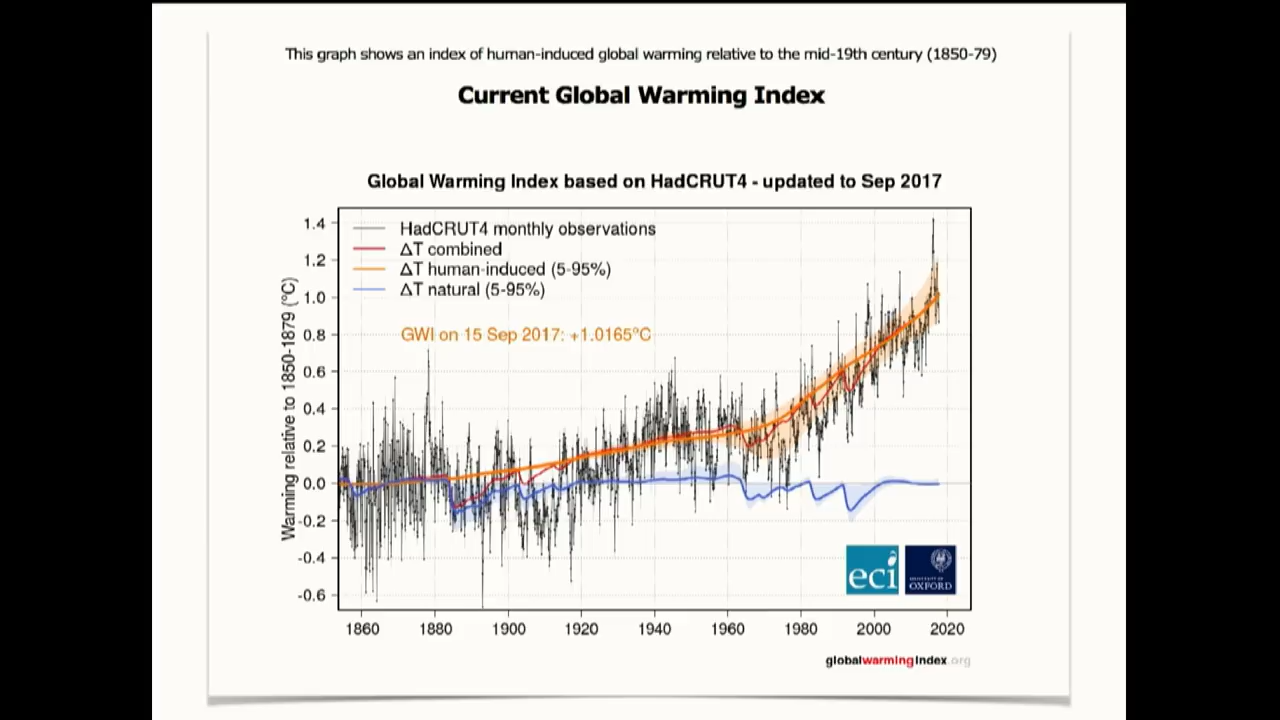 This graph shows an index of human-induced global warming relative to the mid-19th century (1850-79)
Current Global Warming Index
Global Warming Index based on HadCRUT4 - updated to Sep 2017
Warming relative to 1850-1879 (°C)
1.4
1.2
1.0
0.8
0.6
0.4
0.2
0.0
-0.2
-0.4
-0.6
HadCRUT4 monthly observations
ΔT combined
ΔT human-induced (5-95%)
ΔT natural (5-95%)
GWI on 15 Sep 2017: +1.0165°C
eci
UNIVERSITY OF
OXFORD
1860 1880 1900 1920 1940 1960 1980 2000 2020
globalwarmingindex.org